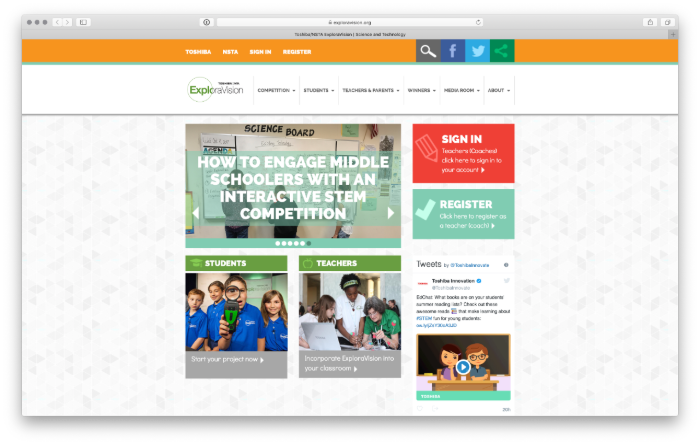 exploravision.org
Toshiba/NSTA ExploraVision | Science and Technology
TOSHIBA NSTA SIGN IN REGISTER
ExploraVision
COMPETITION STUDENTS TEACHERS & PARENTS WINNERS MEDIA ROOM ABOUT
SCIENCE BOARD
AGENDA
HOW TO ENGAGE MIDDLE
SCHOOLERS WITH AN
INTERACTIVE STEM
COMPETITION
SIGN IN
Teachers (Coaches)
click here to sign in to
your account
REGISTER
Click here to register as
a teacher (coach)
STUDENTS
Start your project now
TEACHERS
Incorporate ExploraVision into
your classroom
Tweets by @ToshibaInnovate
Toshiba Innovation
@ToshibaInnovate
EdChat: What books are on your students'
summer reading lists? Check out these
awesome reads that make learning about
#STEM fun for young students:
TOSHIBA